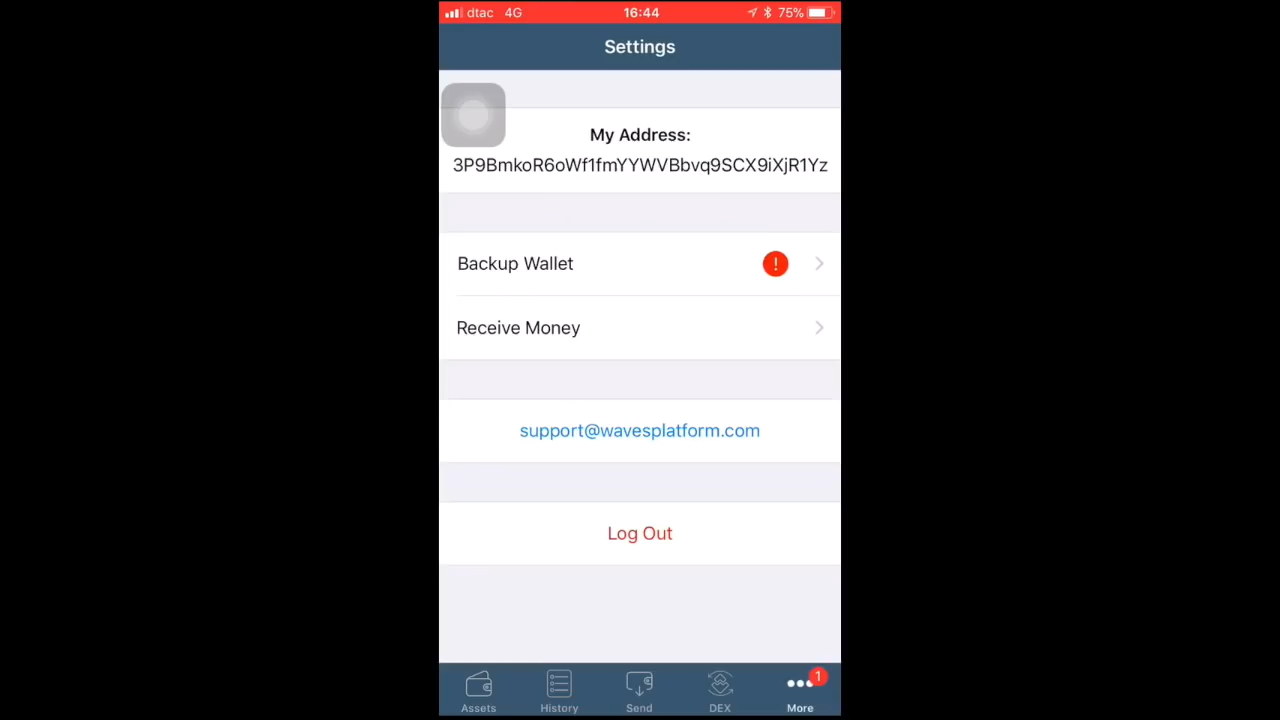 dtac 4G 16:44 75%
Settings
My Address:
3P9BmkoR6oWf1fmYYWVBbvq9SCX9iXjR1Yz
Backup Wallet !
Receive Money
support@wavesplatform.com
Log Out
1
Assets History Send DEX More